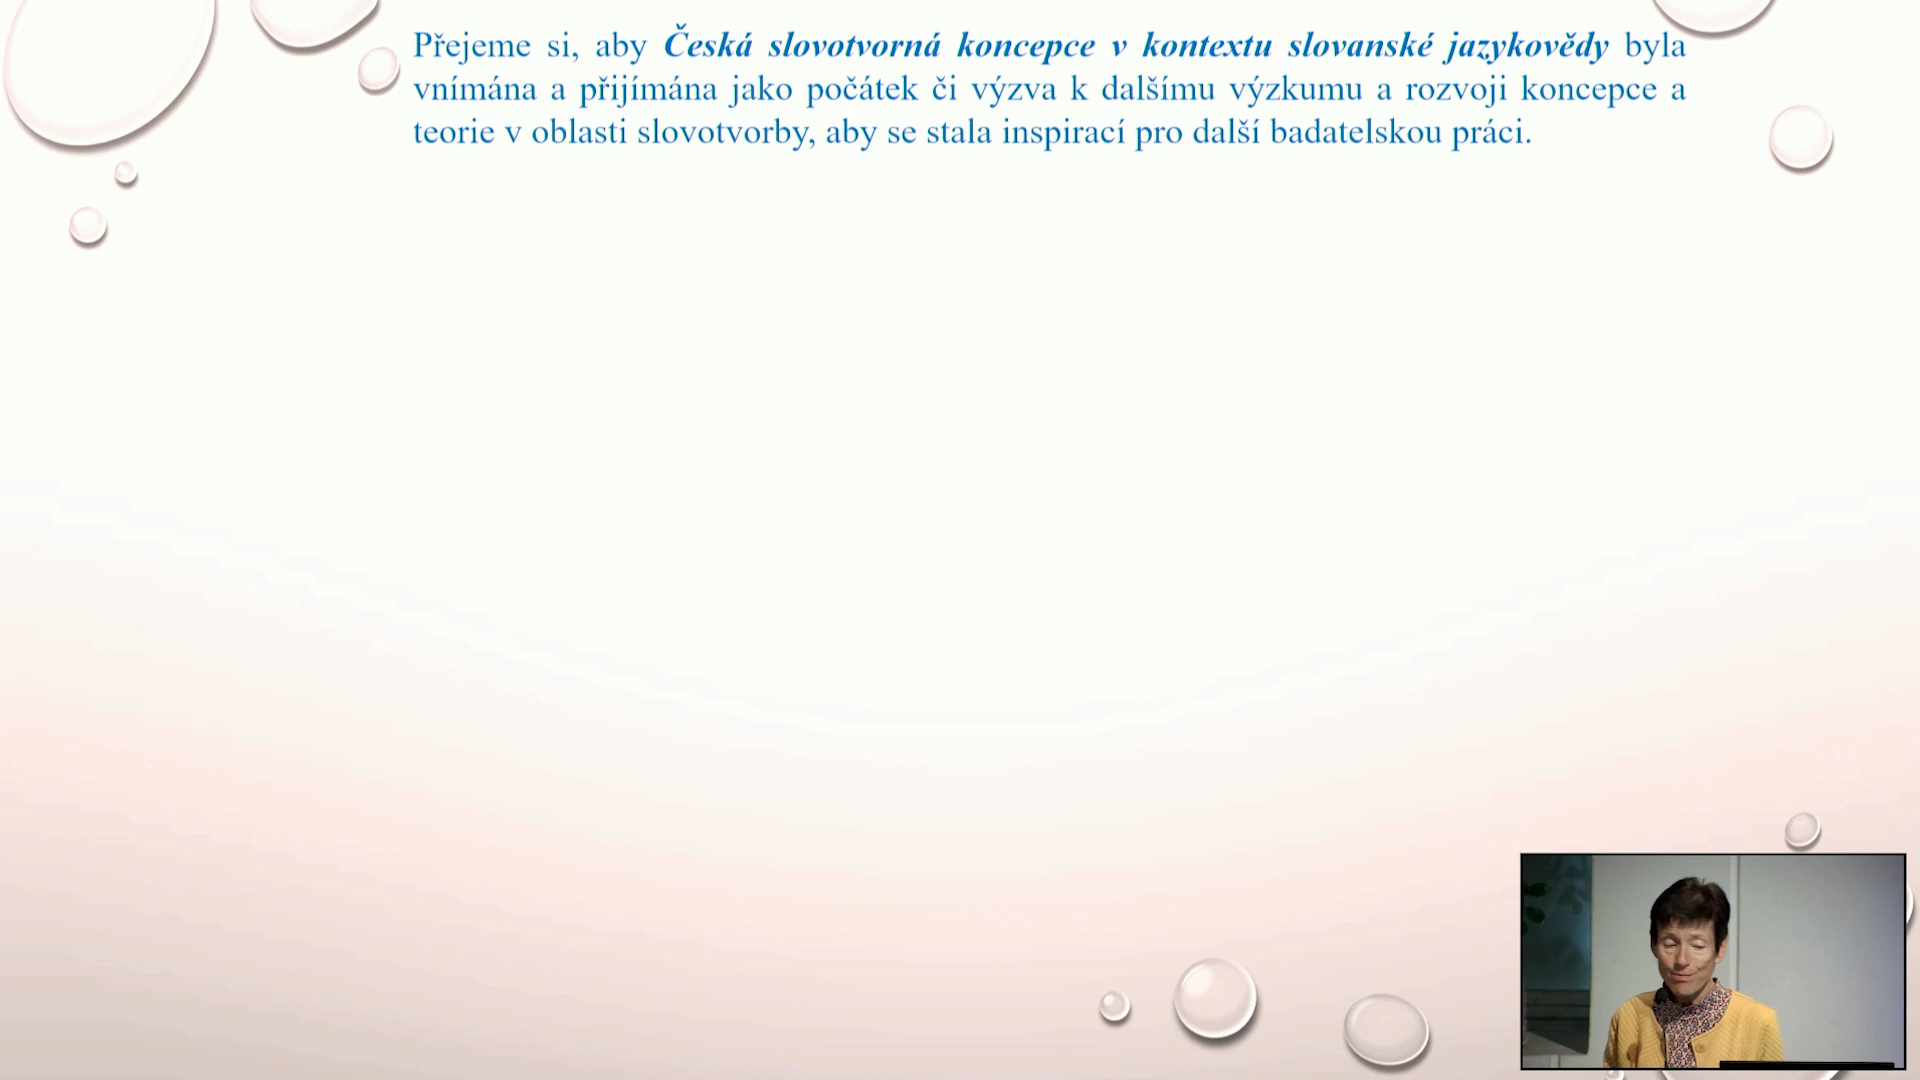 Přejeme si, aby Česká slovotvorná koncepce v kontextu slovanské jazykovědy byla
vnímána a přijímána jako počátek či výzva k dalšímu výzkumu a rozvoji koncepce a
teorie v oblasti slovotvorby, aby se stala inspirací pro další badatelskou práci.